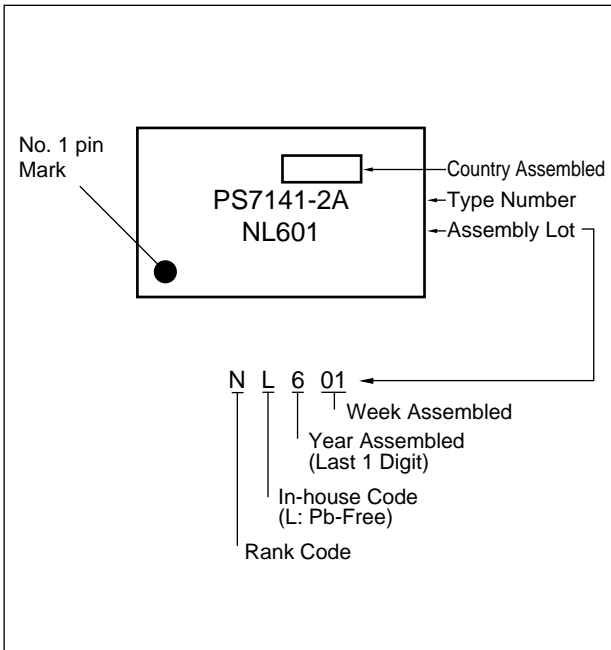 No. 1 pin
Mark
Country Assembled
PS7141-2A
Type Number
NL601
Assembly Lot
N L 6 01
Week Assembled
Year Assembled
(Last 1 Digit)
In-house Code
(L: Pb-Free)
Rank Code